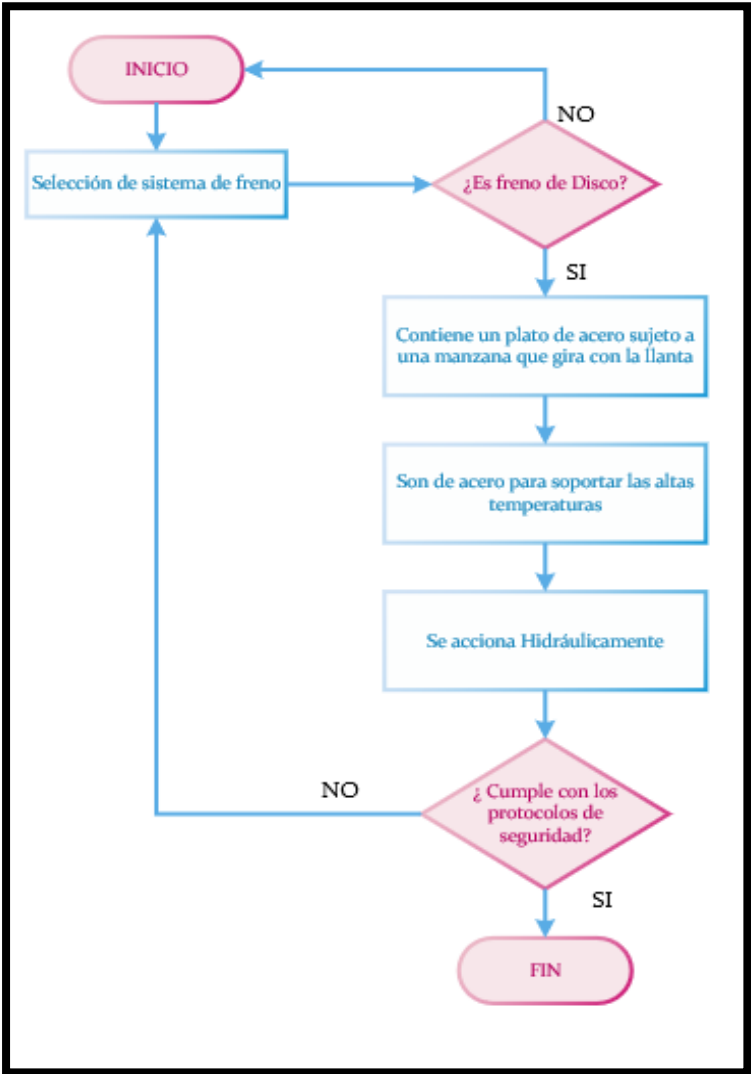 INICIO
NO
Selección de sistema de freno
¿Es freno de Disco?
SI
Contiene un plato de acero sujeto a
una manzana que gira con la llanta
Son de acero para soportar las altas
temperaturas
Se acciona Hidráulicamente
NO
¿ Cumple con los
protocolos de
seguridad?
SI
FIN